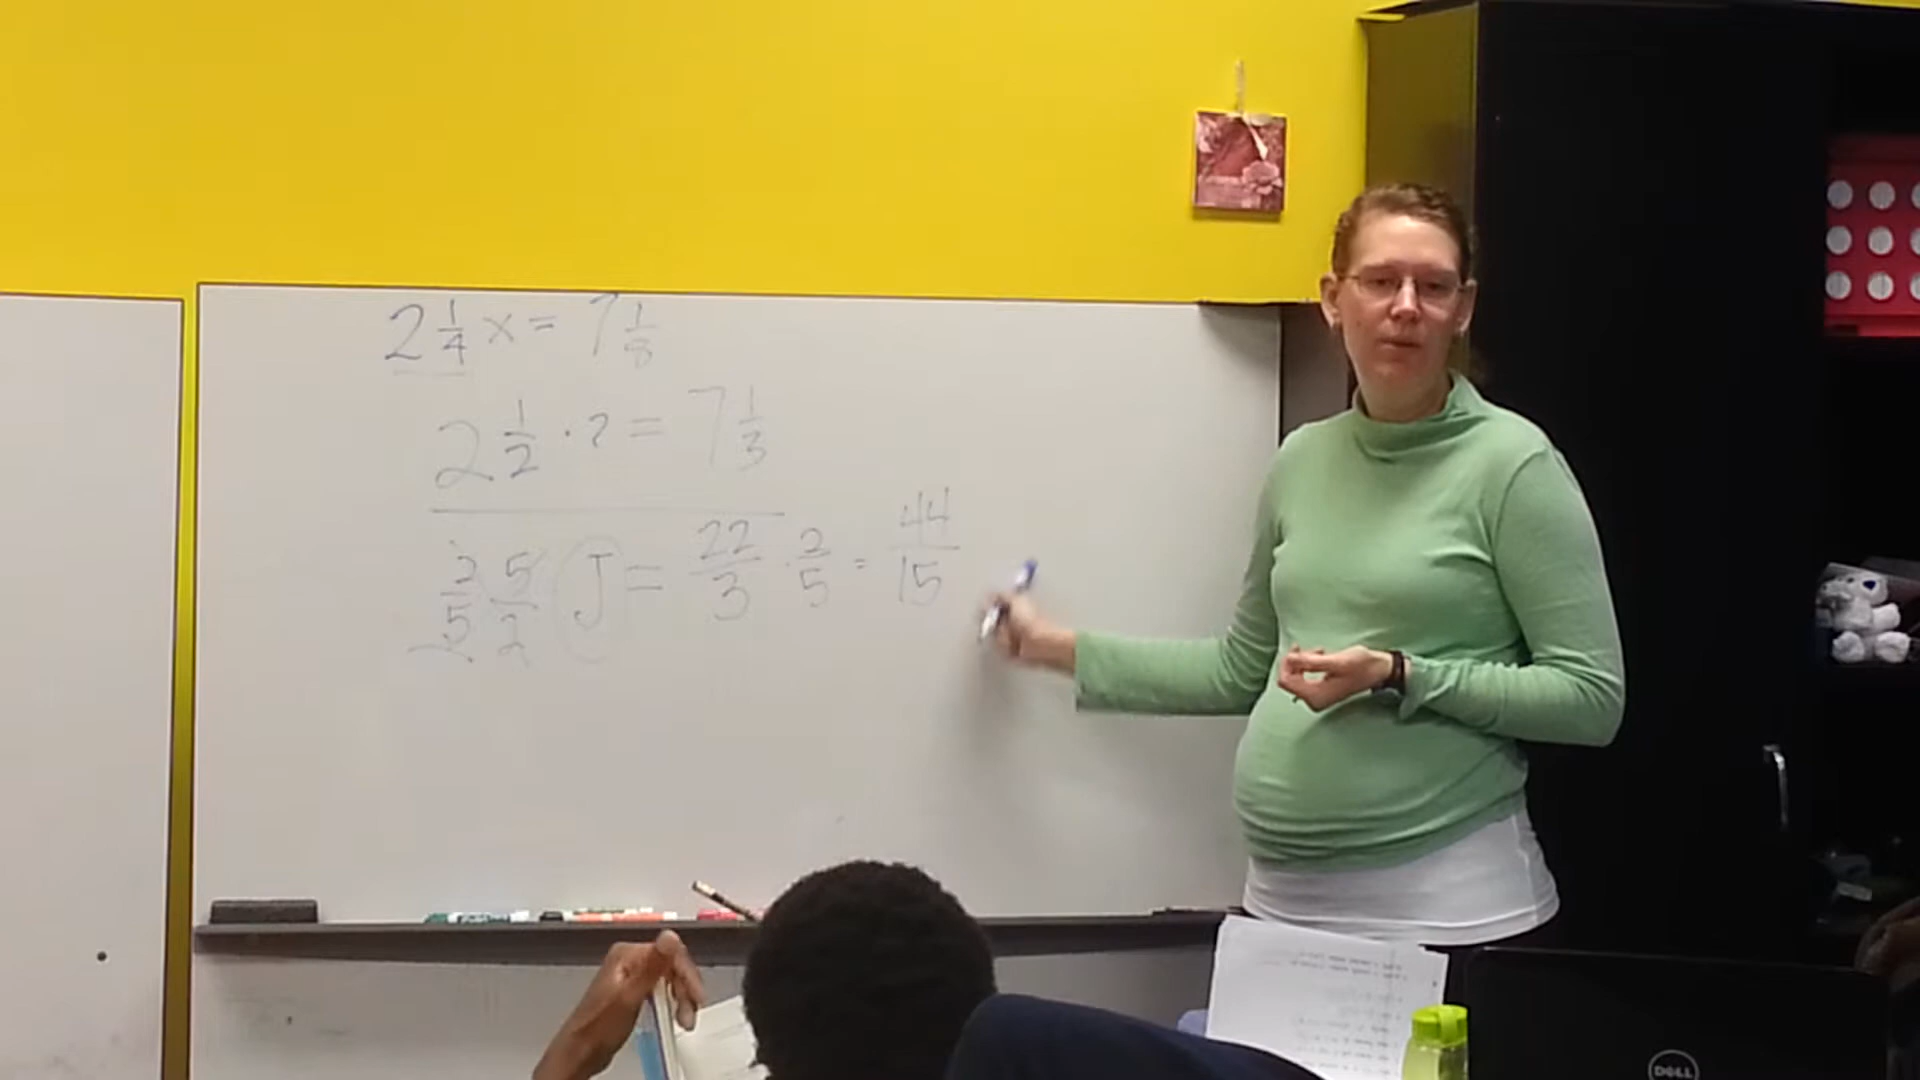 2 1/4 x = 7 1/8
2 1/2 · ? = 7 1/3
2/5 5/2 J = 22/3 · 2/5 = 44/15
DELL